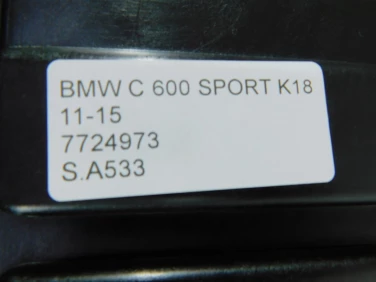 BMW C 600 SPORT K18
11-15
7724973
S.A533